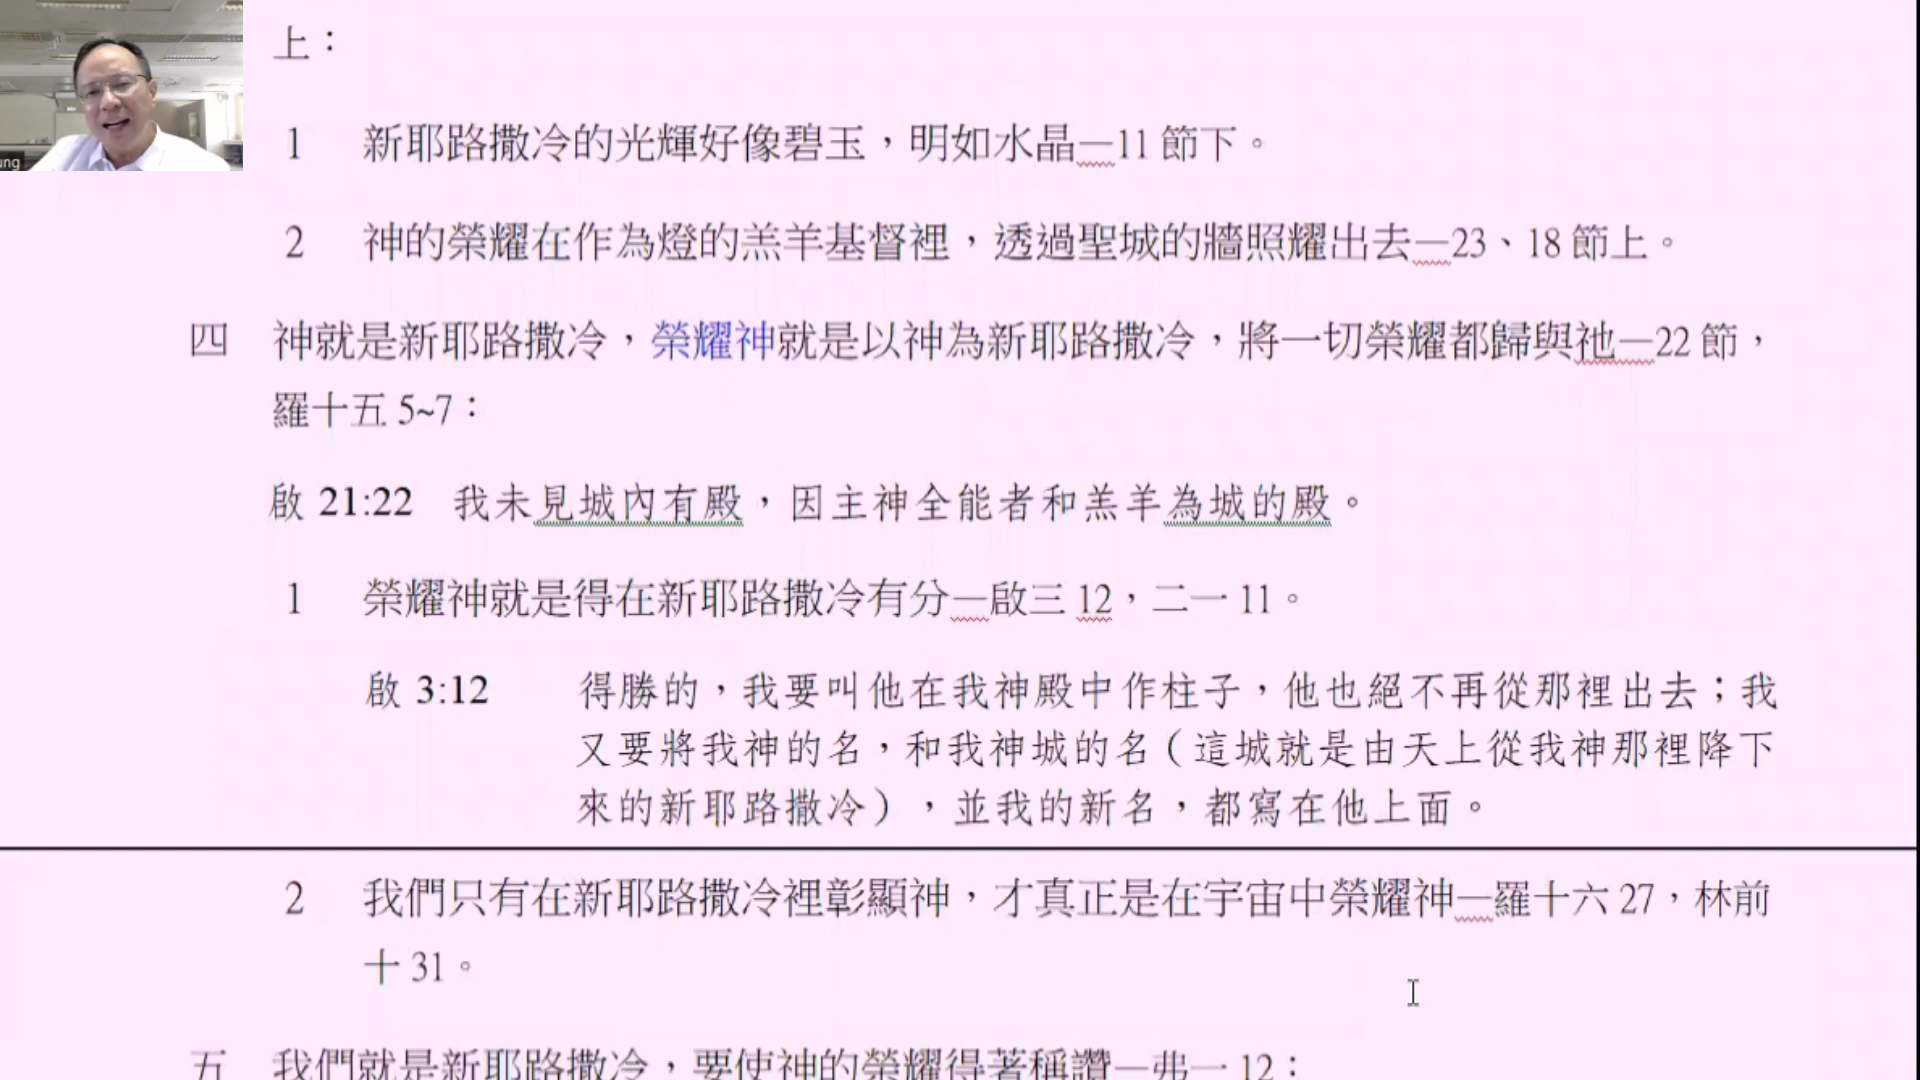 上：
ung
1 新耶路撒冷的光輝好像碧玉，明如水晶—11 節下。
2 神的榮耀在作為燈的羔羊基督裡，透過聖城的牆照耀出去—23、18 節上。
四 神就是新耶路撒冷，榮耀神就是以神為新耶路撒冷，將一切榮耀都歸與祂—22 節，
羅十五 5~7：
啟 21:22 我未見城內有殿，因主神全能者和羔羊為城的殿。
1 榮耀神就是得在新耶路撒冷有分—啟三 12，二一 11。
啟 3:12 得勝的，我要叫他在我神殿中作柱子，他也絕不再從那裡出去；我
又要將我神的名，和我神城的名（這城就是由天上從我神那裡降下
來的新耶路撒冷），並我的新名，都寫在他上面。
2 我們只有在新耶路撒冷裡彰顯神，才真正是在宇宙中榮耀神—羅十六 27，林前
十 31。
五 我們就是新耶路撒冷，要使神的榮耀得著稱讚—弗一 12：